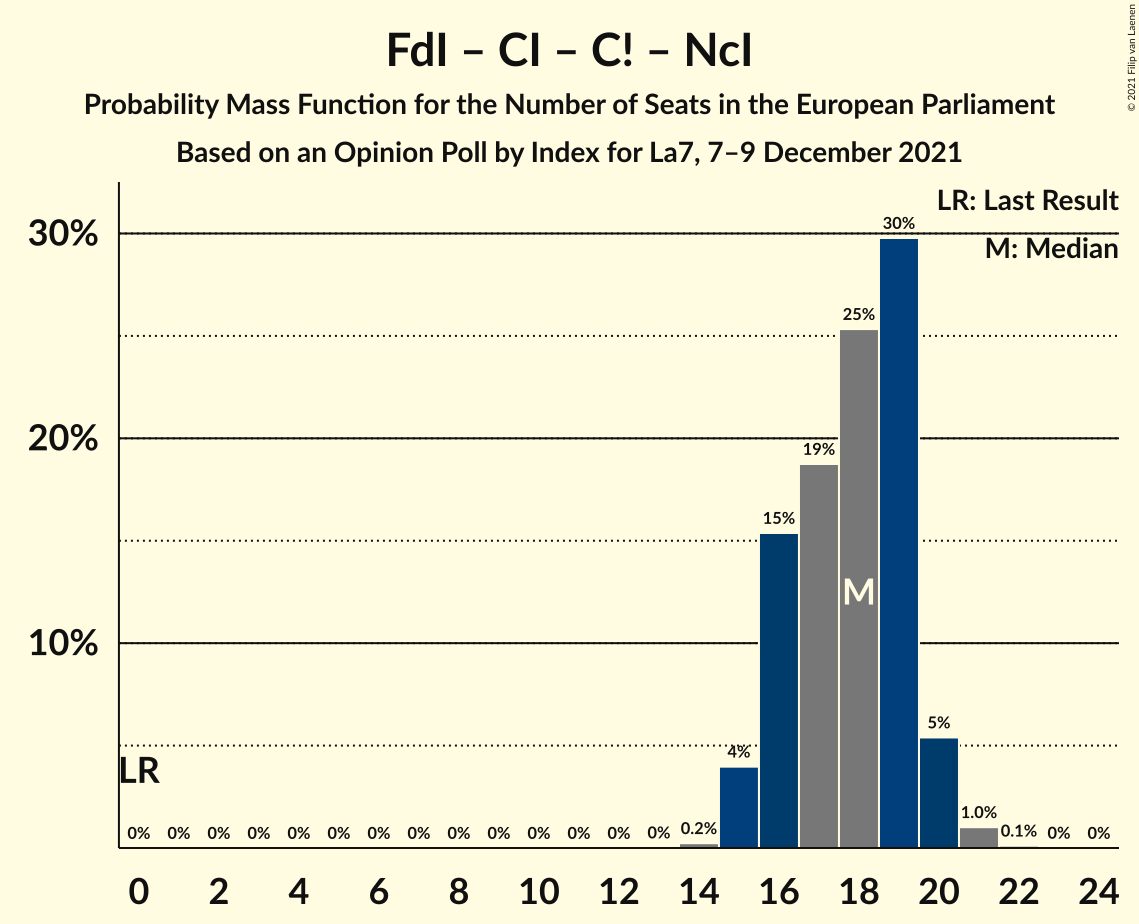 FdI – CI – C! – NcI
Probability Mass Function for the Number of Seats in the European Parliament
Based on an Opinion Poll by Index for La7, 7–9 December 2021
© 2021 Filip van Laenen
LR: Last Result
M: Median
30%
20%
10%
30%
25%
19%
15%
M
5%
4%
LR
0% 0% 0% 0% 0% 0% 0% 0% 0% 0% 0% 0% 0% 0% 0.2% 1.0% 0.1% 0% 0%
0 2 4 6 8 10 12 14 16 18 20 22 24